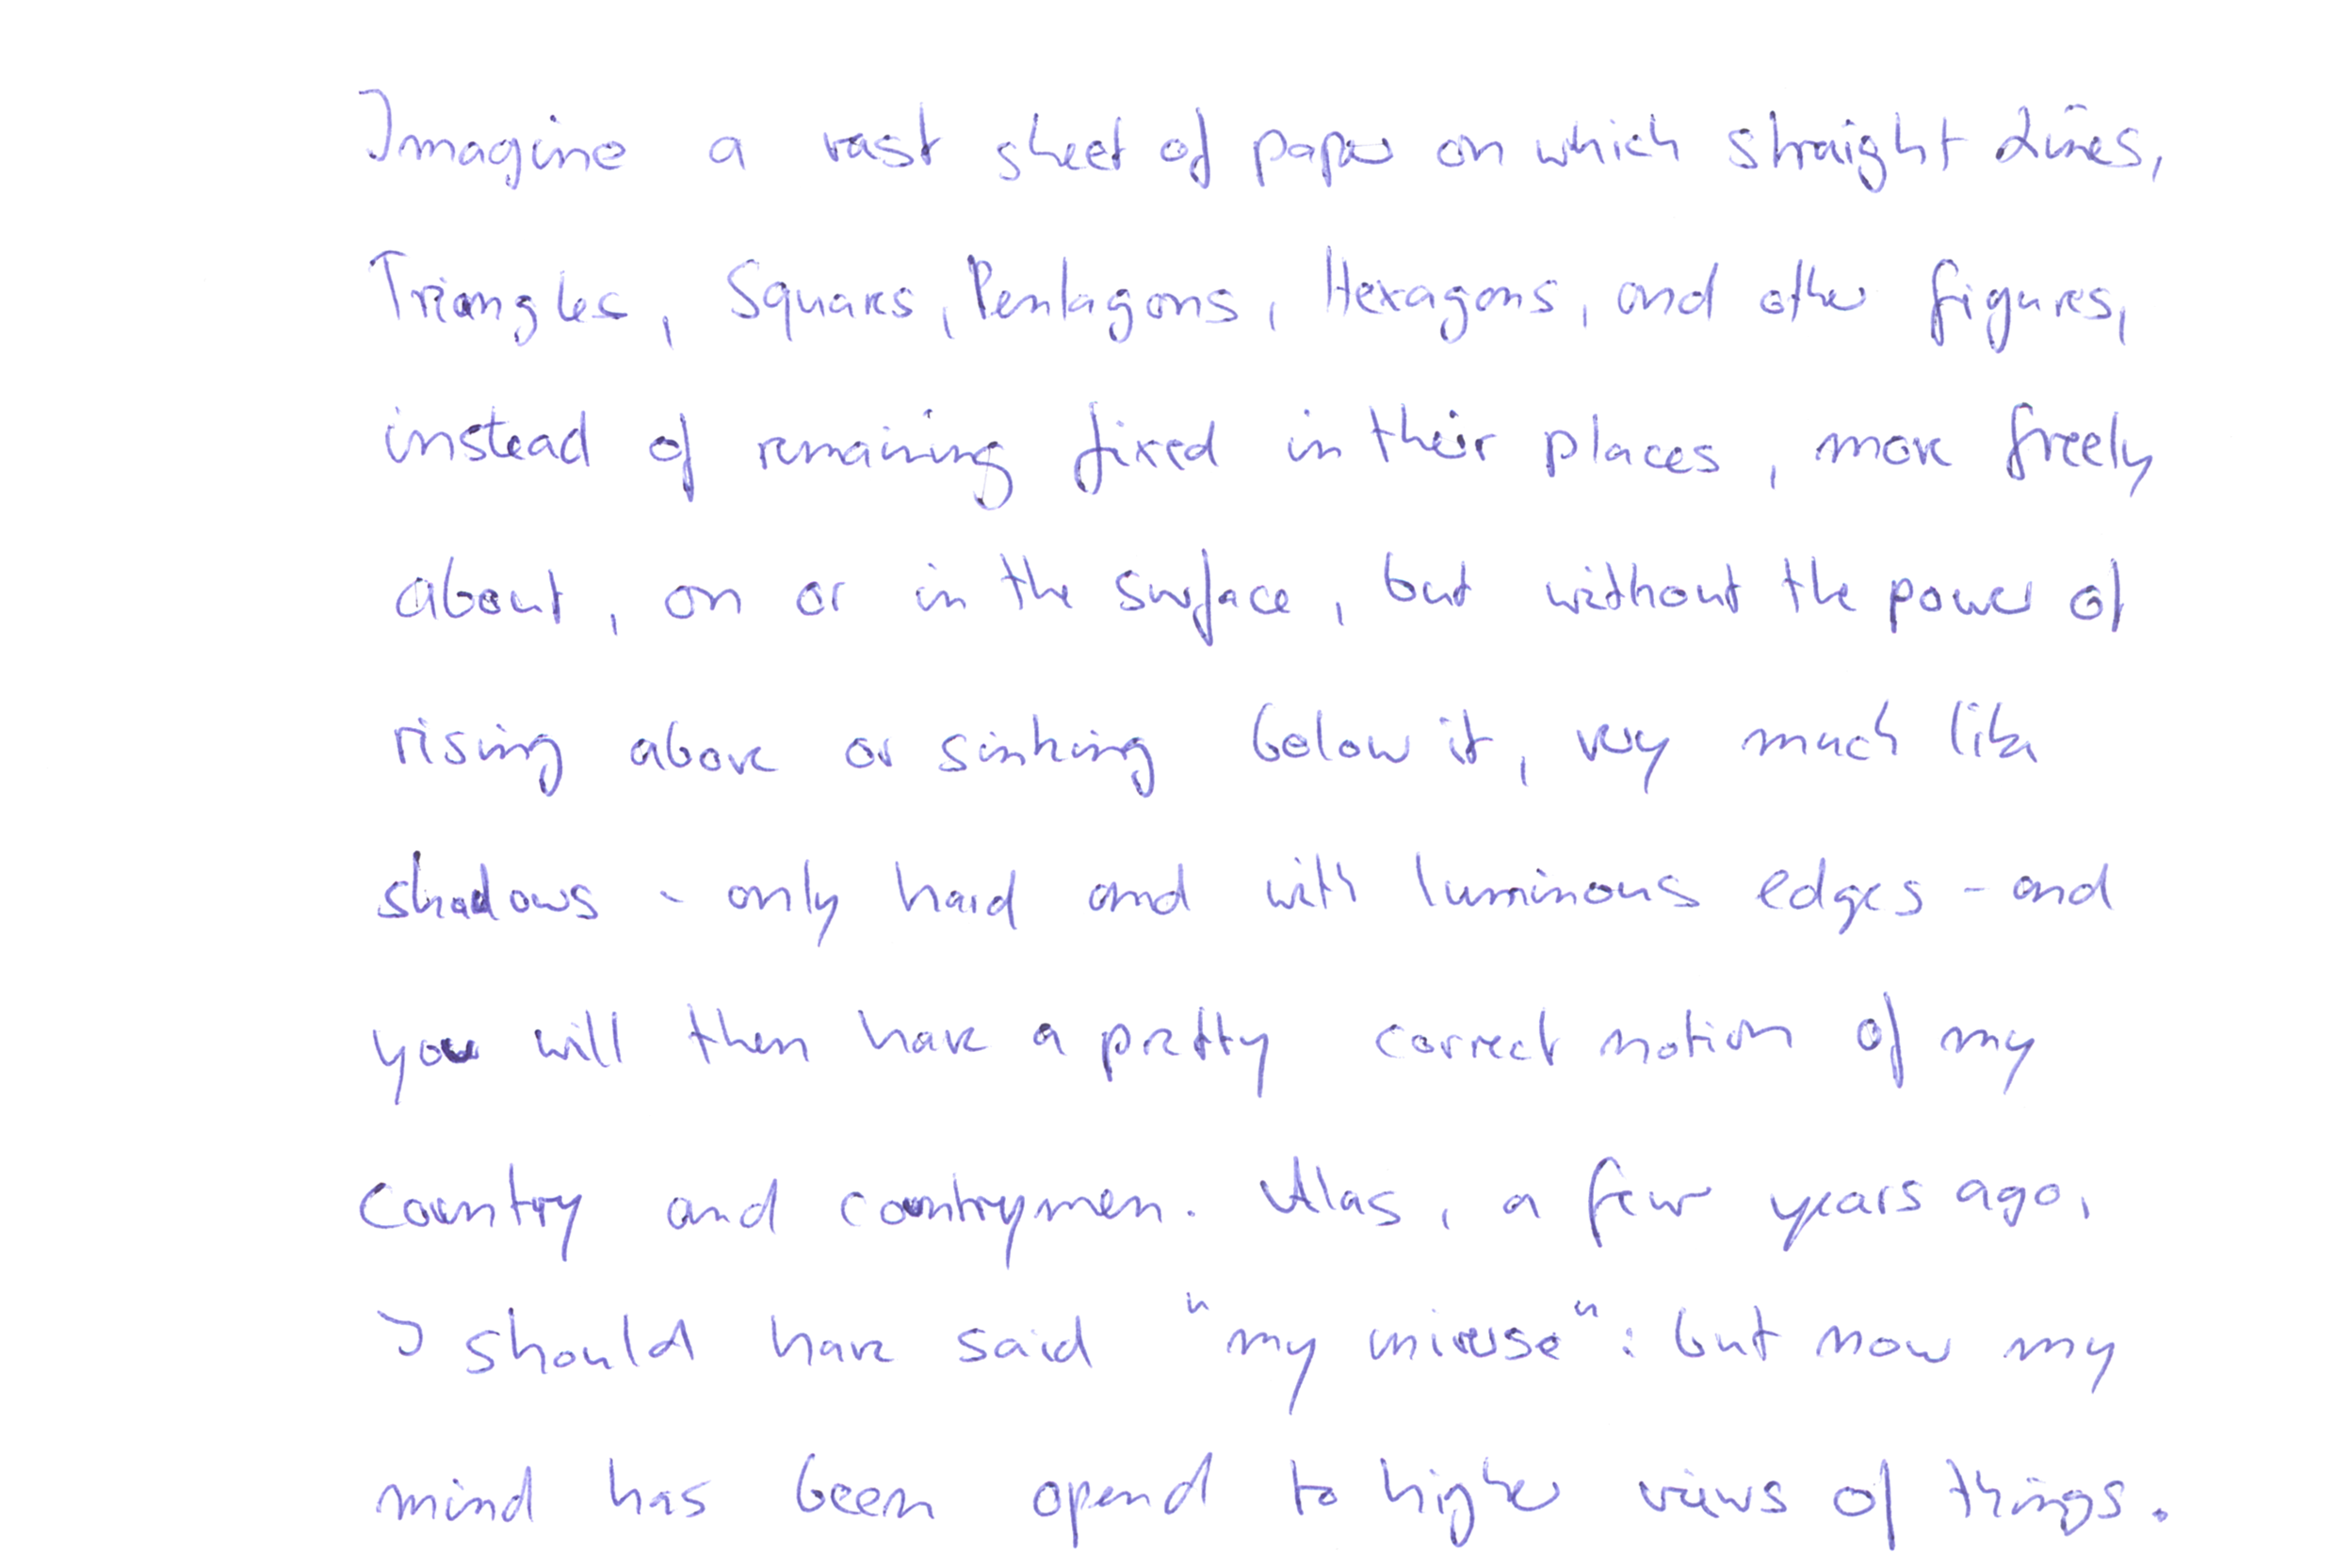 Imagine a vast sheet of paper on which straight Lines,
Triangles, Squares, Pentagons, Hexagons, and other figures,
instead of remaining fixed in their places, move freely
about, on or in the surface, but without the power of
rising above or sinking below it, very much like
shadows - only hard and with luminous edges - and
you will then have a pretty correct notion of my
country and countrymen. Alas, a few years ago,
I should have said "my universe": but now my
mind has been opend to higher views of things.